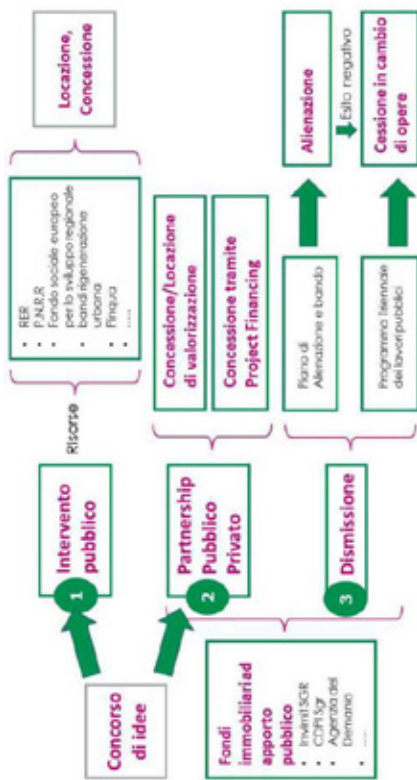 Concorso
di idee
1
Intervento
pubblico
Risorse
• RER
• P.N.R.R
• Fondo sociale europeo
per lo sviluppo regionale
• bandi rigenerazione
urbana
• Pinqua
• .....
Locazione,
Concessione
2
Partnership
Pubblico
Privato
Concessione/Locazione
di valorizzazione
Concessione tramite
Project Financing
Fondi
immobiliari ad
apporto
pubblico
• Invimit SGR
• CDPI Sgr
• Agenzia del
Demanio
• .....
3
Dismissione
Piano di
Alienazione e bando
Alienazione
Esito negativo
Programma Triennale
dei lavori pubblici
Cessione in cambio
di opere